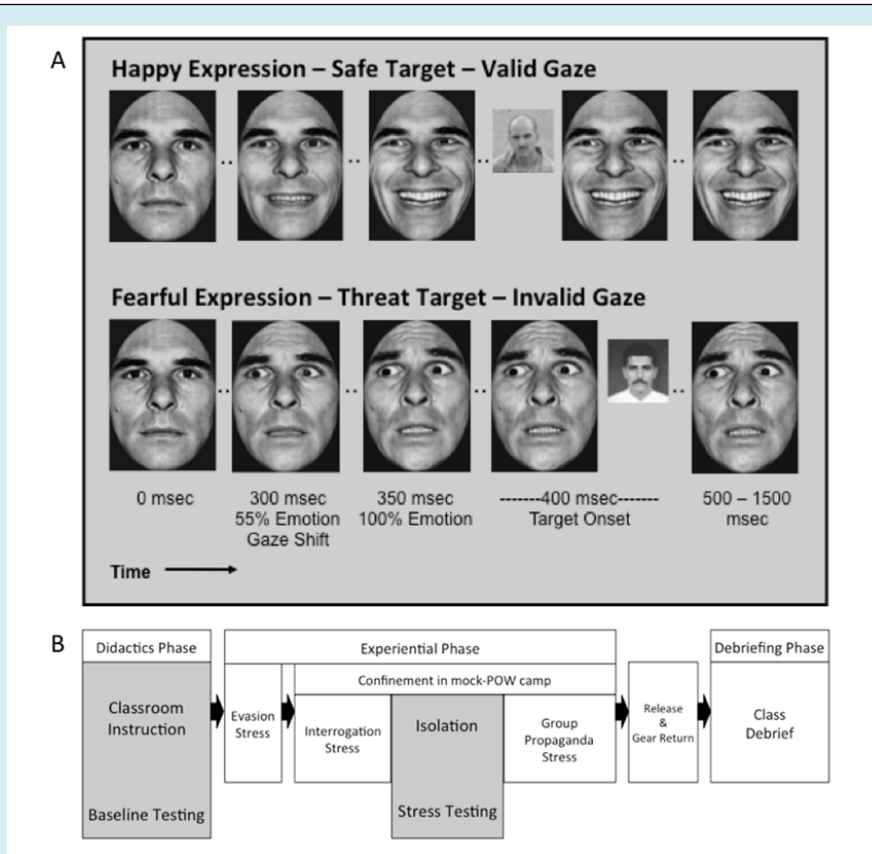 A
Happy Expression – Safe Target – Valid Gaze
.. .. .. ..
Fearful Expression – Threat Target – Invalid Gaze
.. .. .. ..
0 msec
300 msec
55% Emotion
Gaze Shift
350 msec
100% Emotion
-------400 msec-------
Target Onset
500 – 1500
msec
Time
B
Didactics Phase
Classroom
Instruction
Baseline Testing
Experiential Phase
Evasion
Stress
Confinement in mock-POW camp
Interrogation
Stress
Isolation
Stress Testing
Group
Propaganda
Stress
Release
&
Gear Return
Debriefing Phase
Class
Debrief